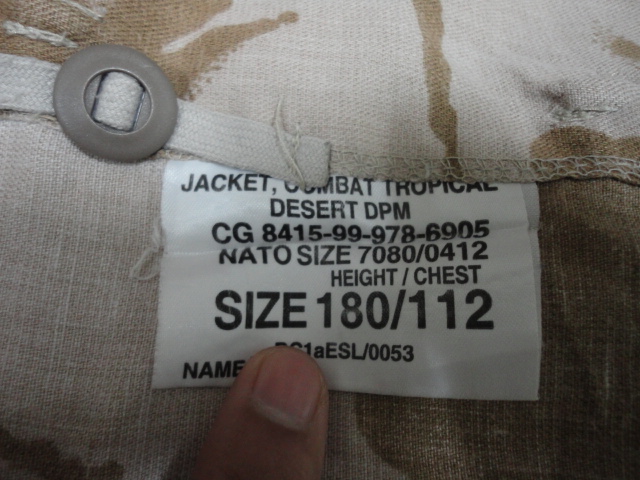 JACKET, COMBAT TROPICAL
DESERT DPM
CG 8415-99-978-6905
NATO SIZE 7080/0412
HEIGHT / CHEST
SIZE 180/112
NAME